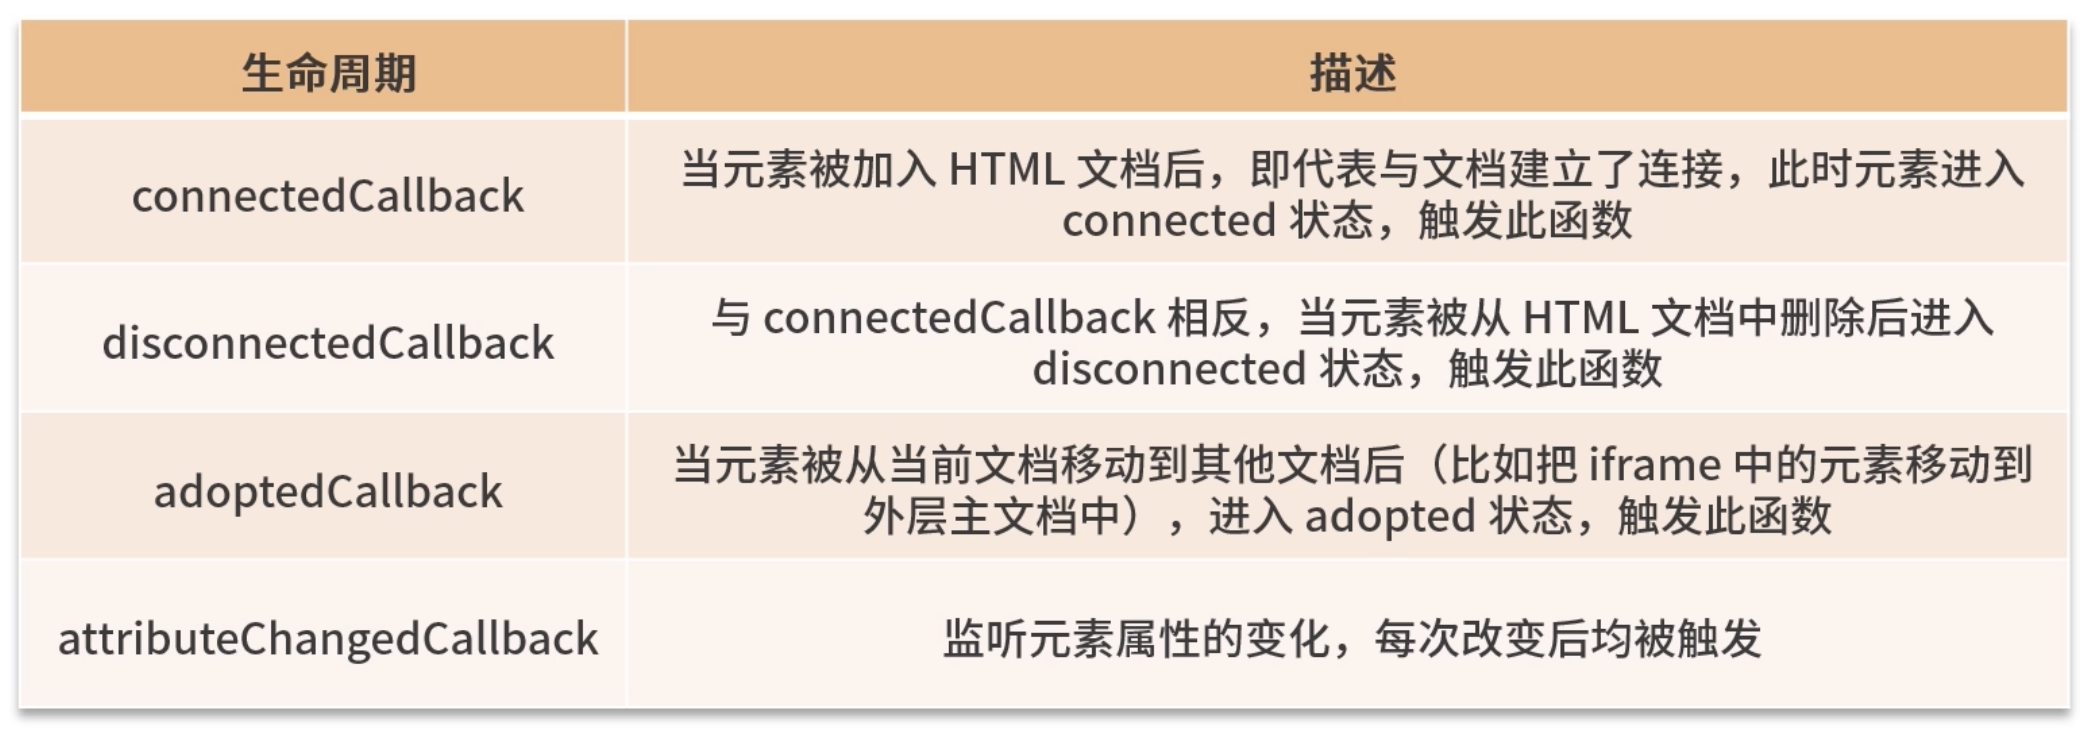 生命周期
描述
connectedCallback
当元素被加入 HTML 文档后，即代表与文档建立了连接，此时元素进入
connected 状态，触发此函数
disconnectedCallback
与 connectedCallback 相反，当元素被从 HTML 文档中删除后进入
disconnected 状态，触发此函数
adoptedCallback
当元素被从当前文档移动到其他文档后（比如把 iframe 中的元素移动到
外层主文档中），进入 adopted 状态，触发此函数
attributeChangedCallback
监听元素属性的变化，每次改变后均被触发